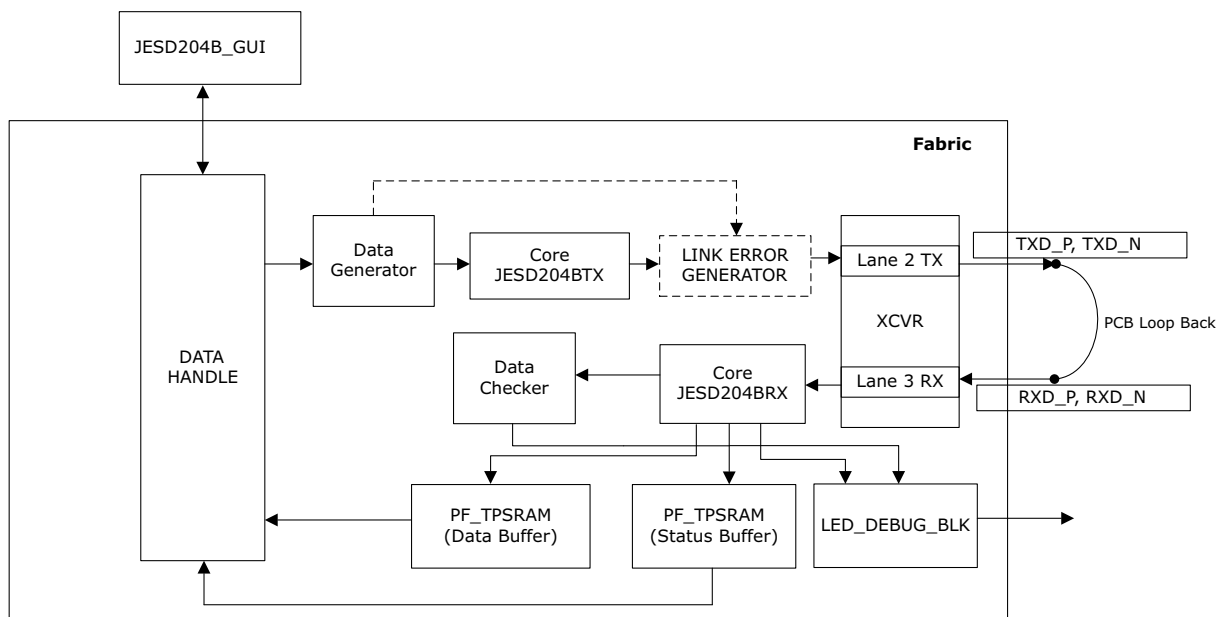 JESD204B_GUI
Fabric
DATA
HANDLE
Data
Generator
Core
JESD204BTX
LINK ERROR
GENERATOR
Lane 2 TX
XCVR
Lane 3 RX
TXD_P, TXD_N
PCB Loop Back
RXD_P, RXD_N
Data
Checker
Core
JESD204BRX
PF_TPSRAM
(Data Buffer)
PF_TPSRAM
(Status Buffer)
LED_DEBUG_BLK